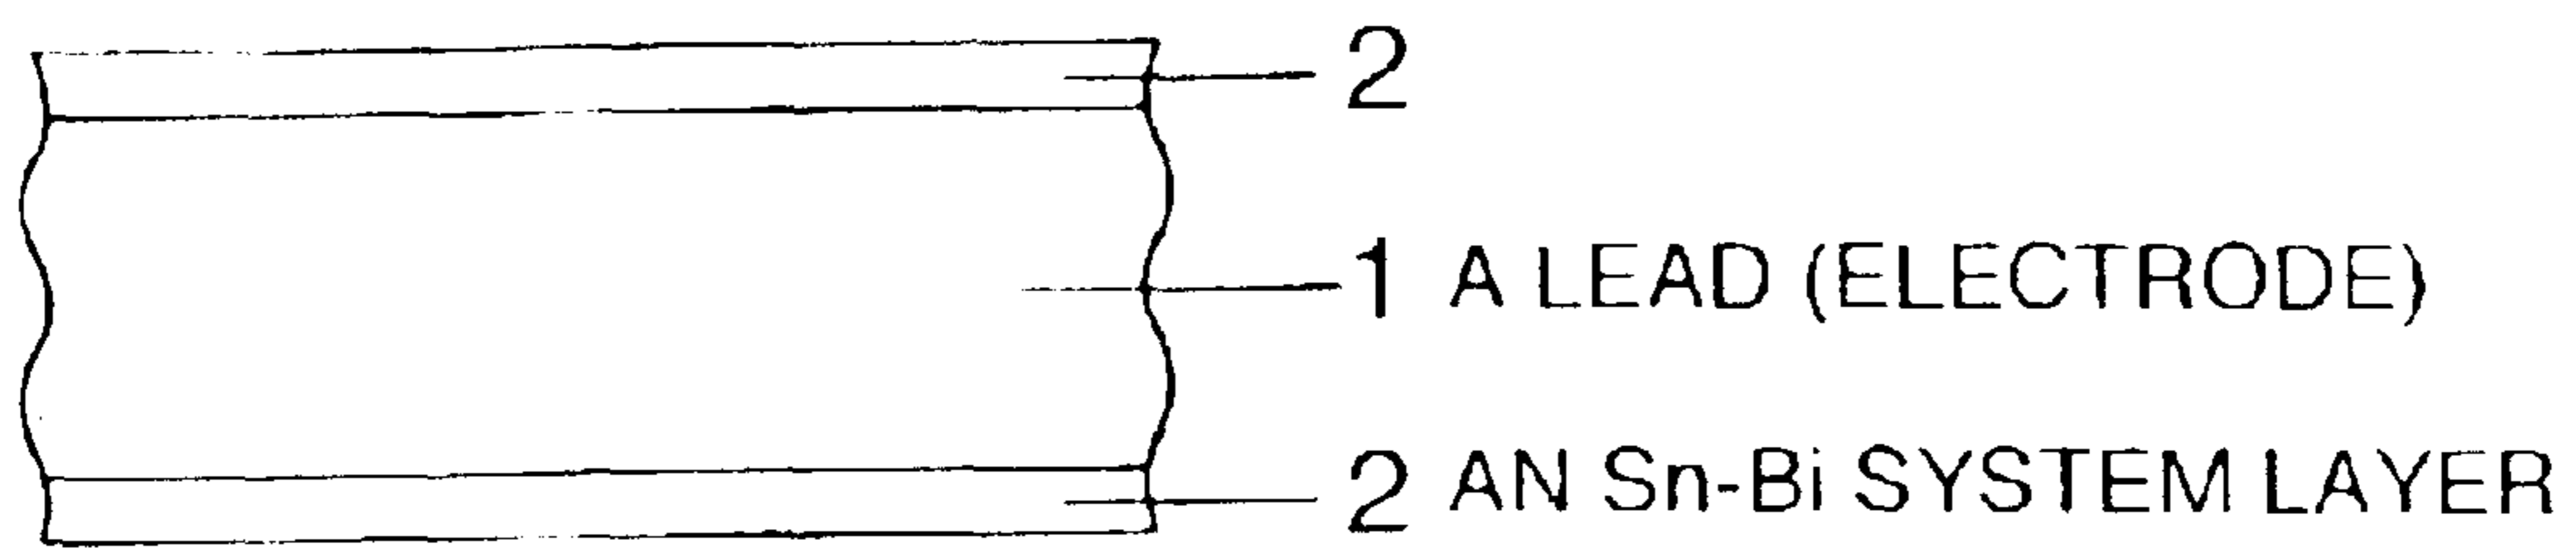 2
1 A LEAD (ELECTRODE)
2 AN Sn-Bi SYSTEM LAYER